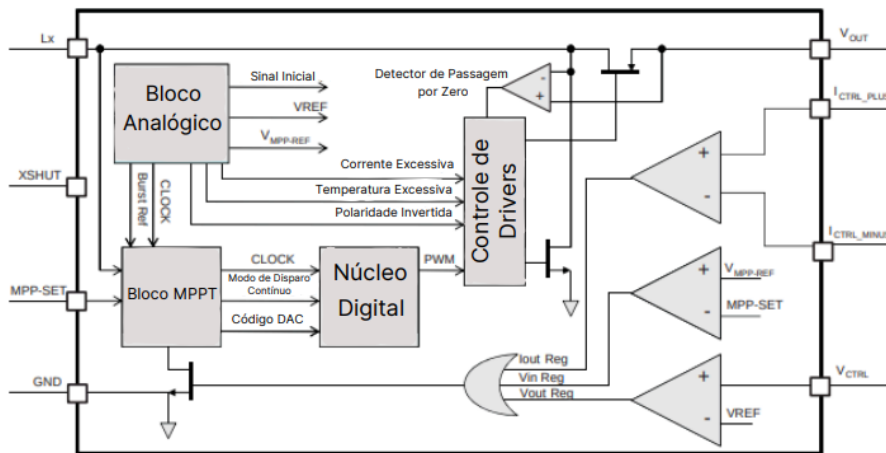 Lx
VOUT
Sinal Inicial
Detector de Passagem
por Zero
-
+
Bloco
Analógico
VREF
VMPP-REF
ICTRL_PLUS
Corrente Excessiva
Temperatura Excessiva
Polaridade Invertida
Controle de
Drivers
+
-
XSHUT
Burst Ref
CLOCK
ICTRL_MINUS
MPP-SET
Bloco MPPT
CLOCK
Modo de Disparo
Contínuo
Código DAC
Núcleo
Digital
PWM
+
-
VMPP-REF
MPP-SET
GND
Iout Reg
Vin Reg
Vout Reg
+
-
VCTRL
VREF